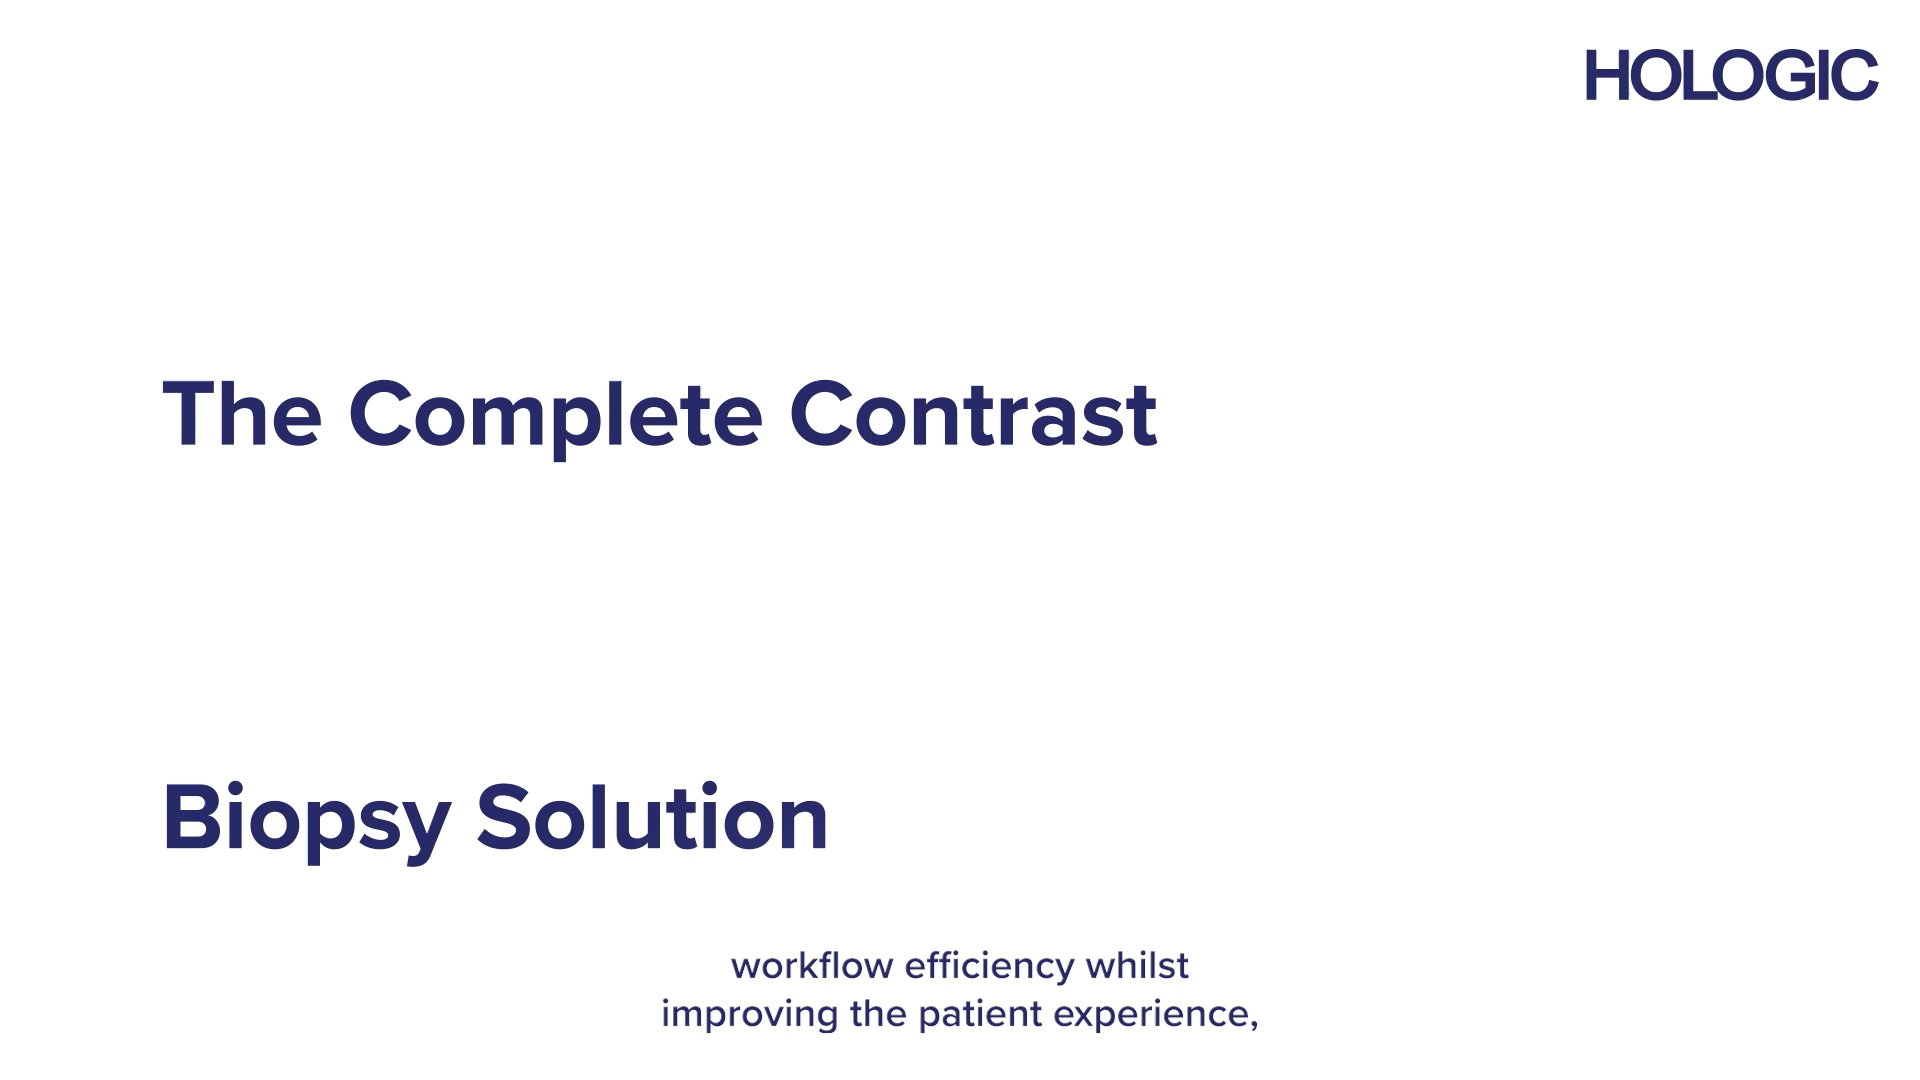 HOLOGIC
The Complete Contrast
Biopsy Solution
workflow efficiency whilst
improving the patient experience,